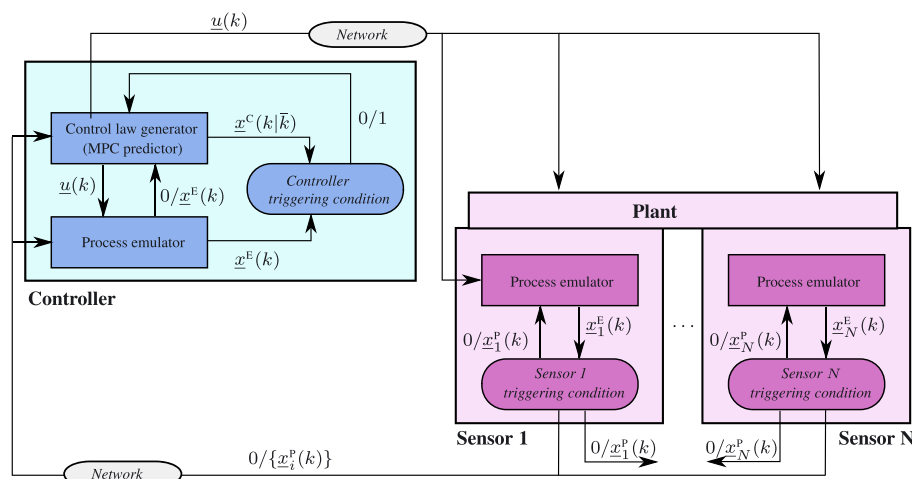 u(k)
Network
Control law generator
(MPC predictor)
x^C(k|k̄)
0/1
Controller
triggering condition
u(k)
0/x^E(k)
Process emulator
x^E(k)
Controller
Plant
Process emulator
Process emulator
0/x_1^P(k)
x_1^E(k)
...
0/x_N^P(k)
x_N^E(k)
Sensor 1
triggering condition
Sensor N
triggering condition
Sensor 1
Sensor N
0/x_1^P(k)
0/x_N^P(k)
0/{x_i^P(k)}
Network